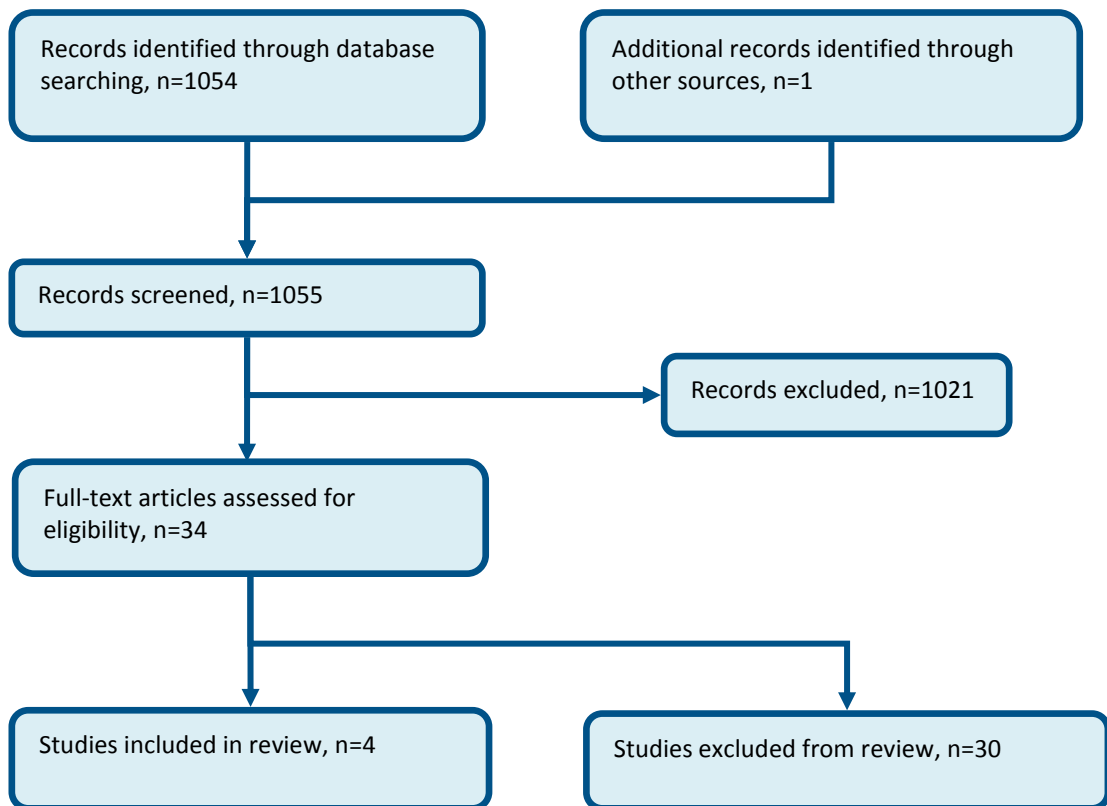 Records identified through database
searching, n=1054
Additional records identified through
other sources, n=1
Records screened, n=1055
Records excluded, n=1021
Full-text articles assessed for
eligibility, n=34
Studies included in review, n=4
Studies excluded from review, n=30